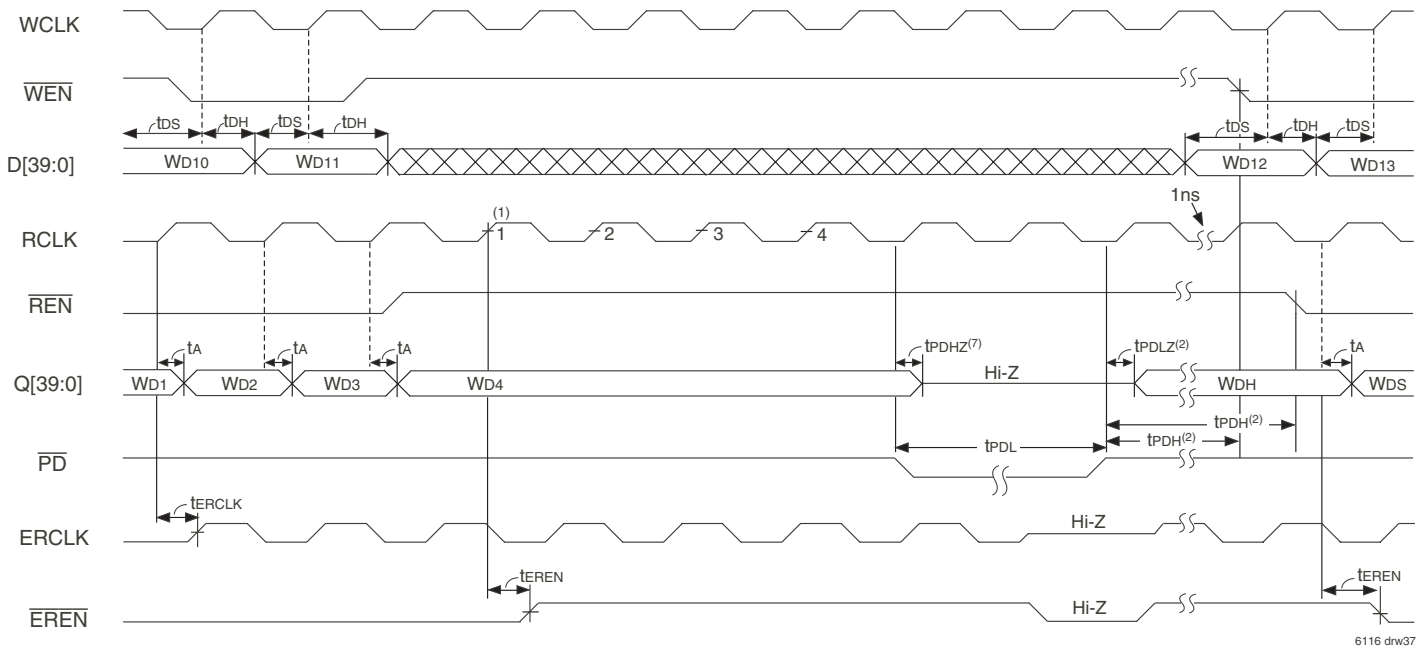 WCLK
WEN
tDS tDH tDS tDH tDS tDH tDS
D[39:0] WD10 WD11 WD12 WD13
1ns
(1)
RCLK 1 2 3 4
REN
tA tA tA tPDHZ(7) tPDLZ(2) tA
Q[39:0] WD1 WD2 WD3 WD4 Hi-Z WDH WDS
tPDH(2)
tPDL tPDH(2)
PD
tERCLK
ERCLK Hi-Z
tEREN tEREN
EREN Hi-Z
6116 drw37